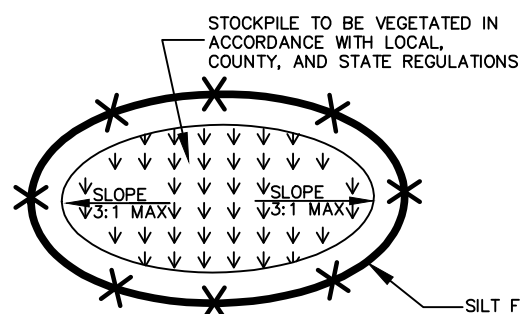 STOCKPILE TO BE VEGETATED IN
ACCORDANCE WITH LOCAL,
COUNTY, AND STATE REGULATIONS
SLOPE
3:1 MAX
SLOPE
3:1 MAX
SILT F